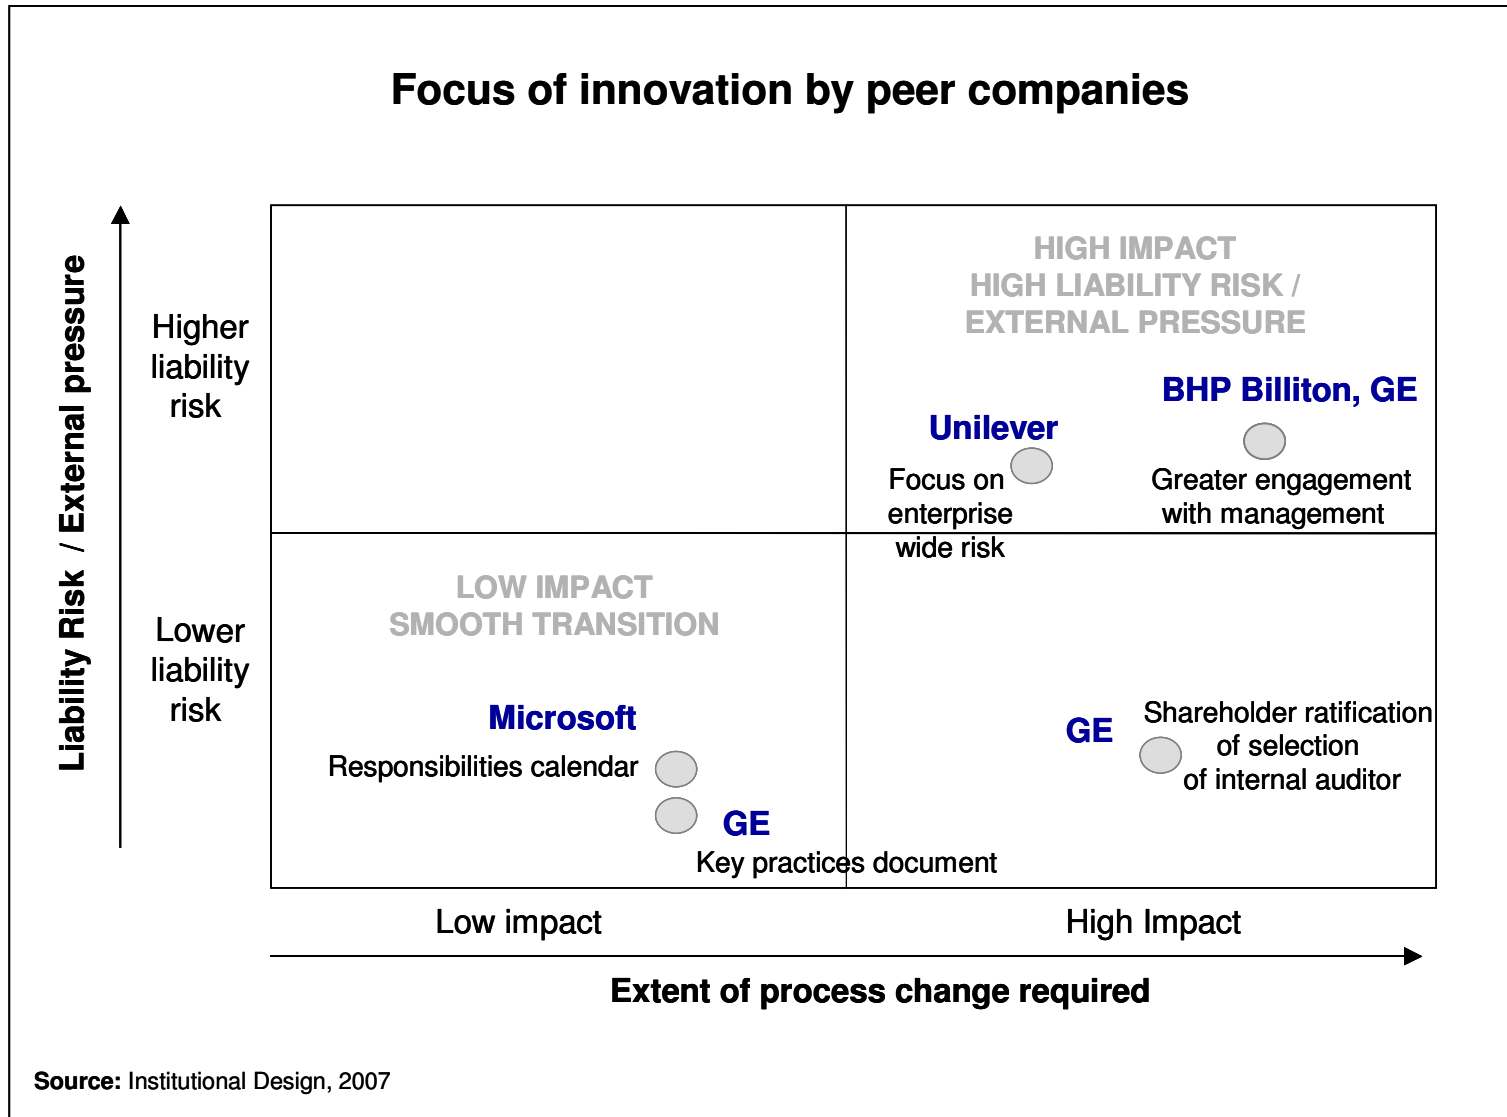 Focus of innovation by peer companies
Liability Risk / External pressure
Higher
liability
risk
HIGH IMPACT
HIGH LIABILITY RISK /
EXTERNAL PRESSURE
BHP Billiton, GE
Greater engagement
with management
Unilever
Focus on
enterprise
wide risk
Lower
liability
risk
LOW IMPACT
SMOOTH TRANSITION
Microsoft
Responsibilities calendar
GE
Key practices document
GE
Shareholder ratification
of selection
of internal auditor
Low impact
High Impact
Extent of process change required
Source: Institutional Design, 2007